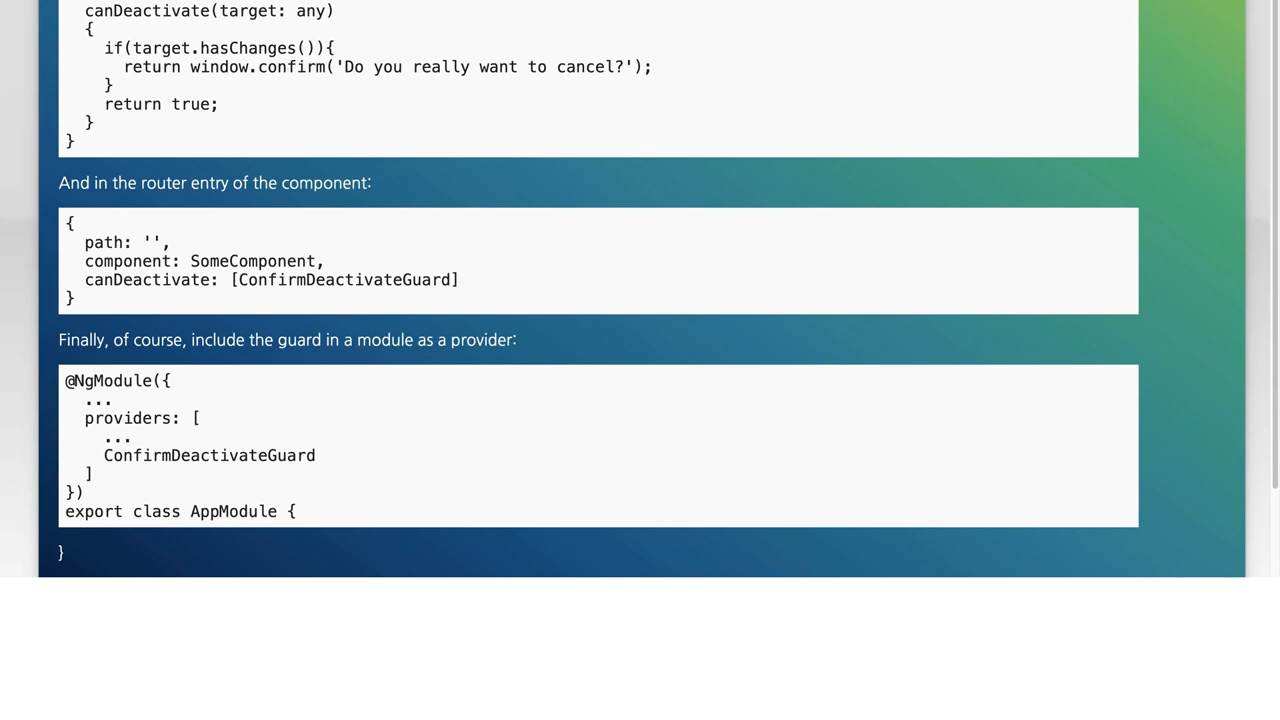 canDeactivate(target: any)
{
if(target.hasChanges()){
return window.confirm('Do you really want to cancel?');
}
return true;
}
}
And in the router entry of the component:
{
path: '',
component: SomeComponent,
canDeactivate: [ConfirmDeactivateGuard]
}
Finally, of course, include the guard in a module as a provider:
@NgModule({
...
providers: [
...
ConfirmDeactivateGuard
]
})
export class AppModule {
}